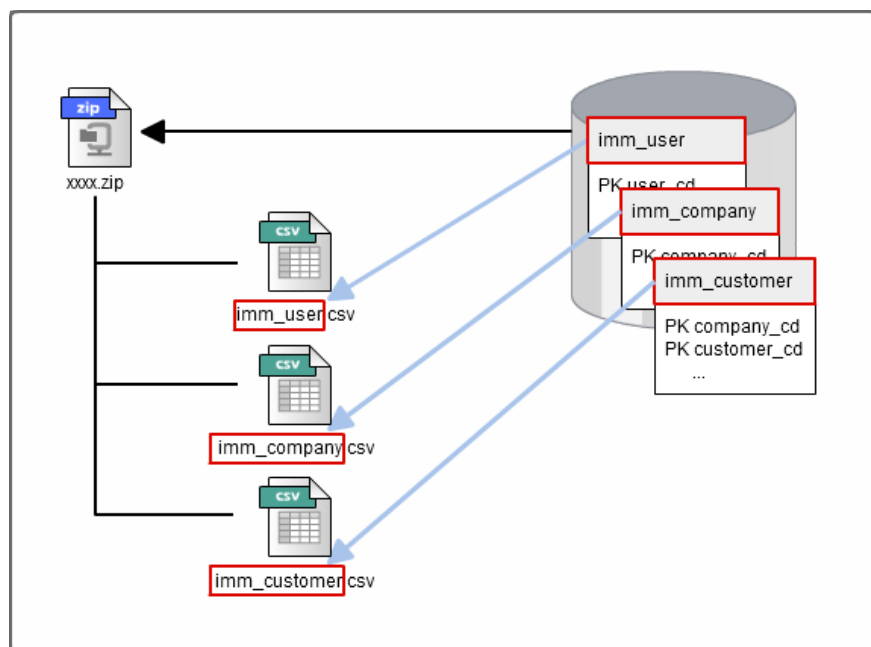 zip
xxxx.zip
CSV
imm_user.csv
CSV
imm_company.csv
CSV
imm_customer.csv
imm_user
PK user_cd
imm_company
PK company_cd
imm_customer
PK company_cd
PK customer_cd
...